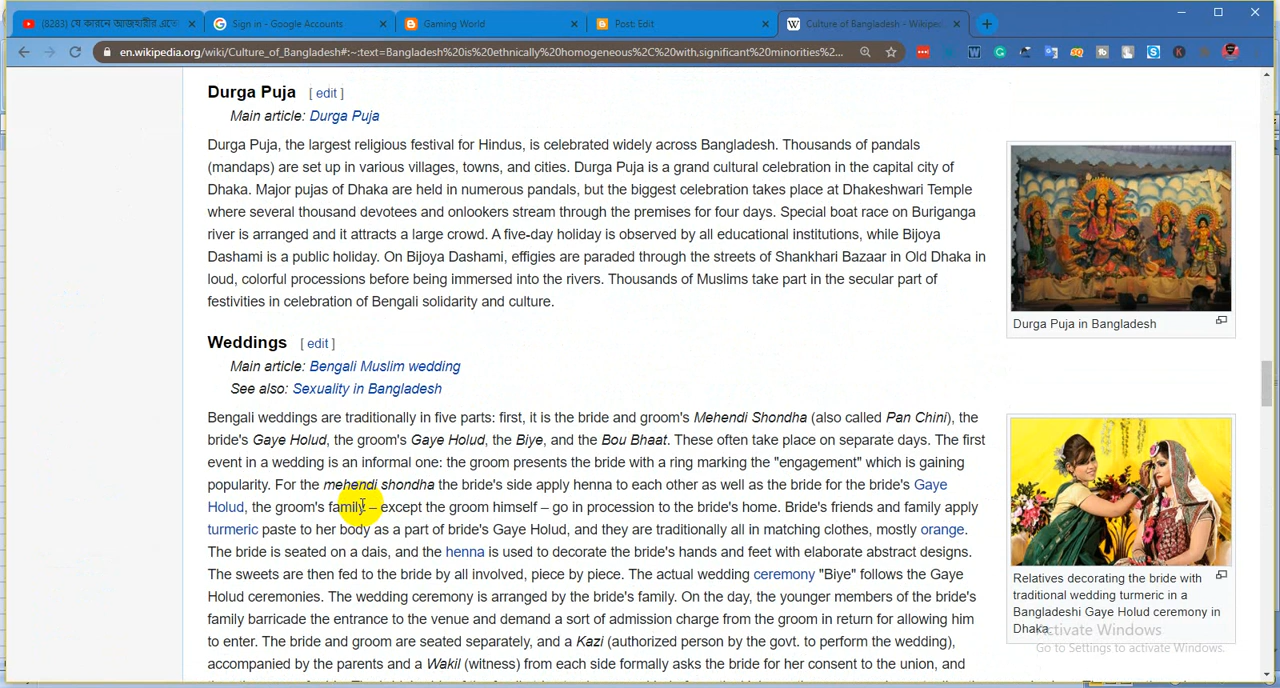 (8283) যে কারনে আজহারীর এতো
Sign in - Google Accounts
Gaming World
Post: Edit
Culture of Bangladesh - Wikiped
en.wikipedia.org/wiki/Culture_of_Bangladesh#:~:text=Bangladesh%20is%20ethnically%20homogeneous%2C%20with,significant%20minorities%2...
Durga Puja [ edit ]
Main article: Durga Puja
Durga Puja, the largest religious festival for Hindus, is celebrated widely across Bangladesh. Thousands of pandals
(mandaps) are set up in various villages, towns, and cities. Durga Puja is a grand cultural celebration in the capital city of
Dhaka. Major pujas of Dhaka are held in numerous pandals, but the biggest celebration takes place at Dhakeshwari Temple
where several thousand devotees and onlookers stream through the premises for four days. Special boat race on Buriganga
river is arranged and it attracts a large crowd. A five-day holiday is observed by all educational institutions, while Bijoya
Dashami is a public holiday. On Bijoya Dashami, effigies are paraded through the streets of Shankhari Bazaar in Old Dhaka in
loud, colorful processions before being immersed into the rivers. Thousands of Muslims take part in the secular part of
festivities in celebration of Bengali solidarity and culture.
Durga Puja in Bangladesh
Weddings [ edit ]
Main article: Bengali Muslim wedding
See also: Sexuality in Bangladesh
Bengali weddings are traditionally in five parts: first, it is the bride and groom's Mehendi Shondha (also called Pan Chini), the
bride's Gaye Holud, the groom's Gaye Holud, the Biye, and the Bou Bhaat. These often take place on separate days. The first
event in a wedding is an informal one: the groom presents the bride with a ring marking the "engagement" which is gaining
popularity. For the mehendi shondha the bride's side apply henna to each other as well as the bride for the bride's Gaye
Holud, the groom's family – except the groom himself – go in procession to the bride's home. Bride's friends and family apply
turmeric paste to her body as a part of bride's Gaye Holud, and they are traditionally all in matching clothes, mostly orange.
The bride is seated on a dais, and the henna is used to decorate the bride's hands and feet with elaborate abstract designs.
The sweets are then fed to the bride by all involved, piece by piece. The actual wedding ceremony "Biye" follows the Gaye
Holud ceremonies. The wedding ceremony is arranged by the bride's family. On the day, the younger members of the bride's
family barricade the entrance to the venue and demand a sort of admission charge from the groom in return for allowing him
to enter. The bride and groom are seated separately, and a Kazi (authorized person by the govt. to perform the wedding),
accompanied by the parents and a Wakil (witness) from each side formally asks the bride for her consent to the union, and
Relatives decorating the bride with
traditional wedding turmeric in a
Bangladeshi Gaye Holud ceremony in
Dhaka
Activate Windows
Go to Settings to activate Windows.